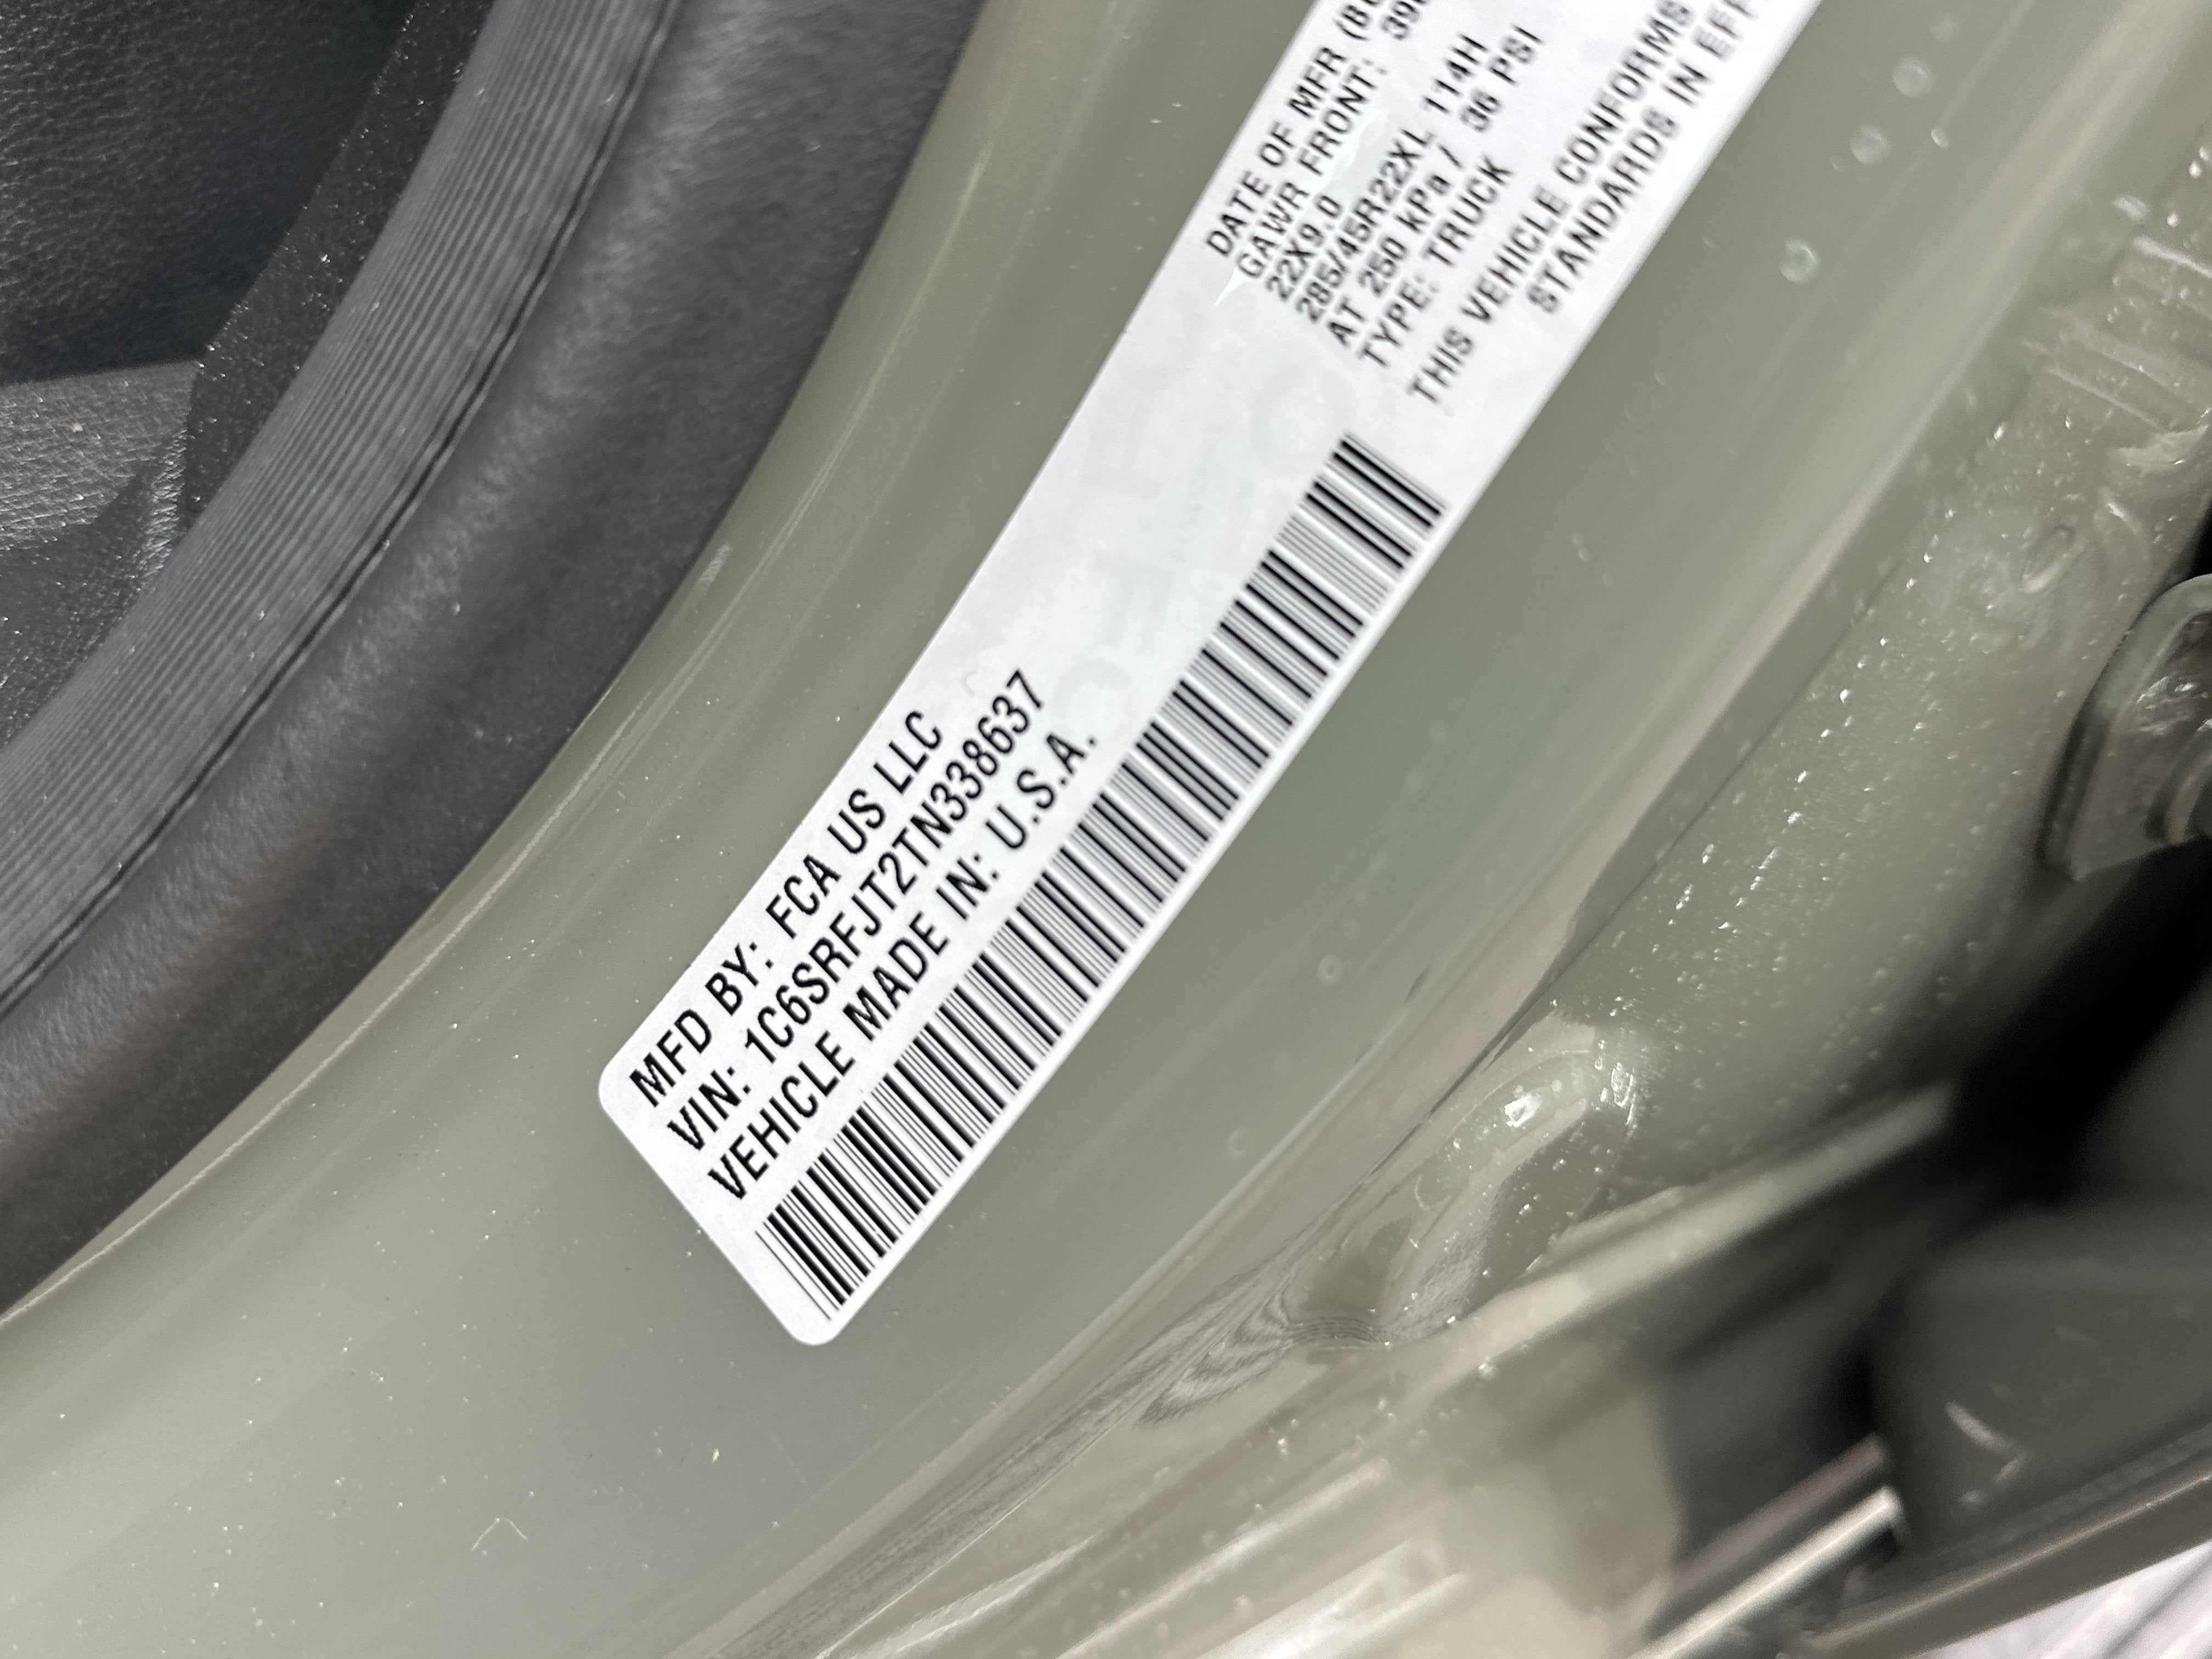 MFD BY: FCA US LLC
VIN: 1C6SRFJT2TN338637
VEHICLE MADE IN: U.S.A.
DATE OF MFR
GAWR FRONT:
22X9.0
285/45R22XL 114H
AT 250 kPa / 36 PSI
TYPE: TRUCK
THIS VEHICLE CONFORMS
STANDARDS IN